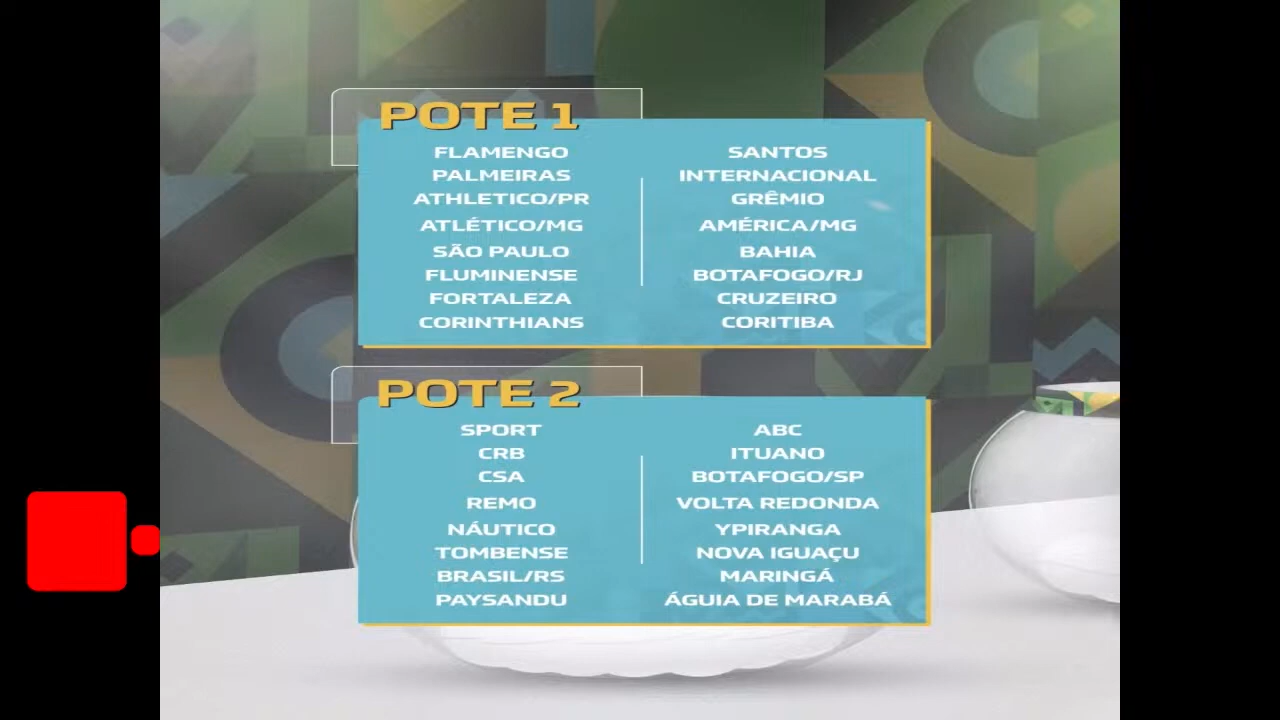 POTE 1
FLAMENGO
PALMEIRAS
ATHLETICO/PR
ATLÉTICO/MG
SÃO PAULO
FLUMINENSE
FORTALEZA
CORINTHIANS
SANTOS
INTERNACIONAL
GRÊMIO
AMÉRICA/MG
BAHIA
BOTAFOGO/RJ
CRUZEIRO
CORITIBA
POTE 2
SPORT
CRB
CSA
REMO
NÁUTICO
TOMBENSE
BRASIL/RS
PAYSANDU
ABC
ITUANO
BOTAFOGO/SP
VOLTA REDONDA
YPIRANGA
NOVA IGUAÇU
MARINGÁ
ÁGUIA DE MARABÁ